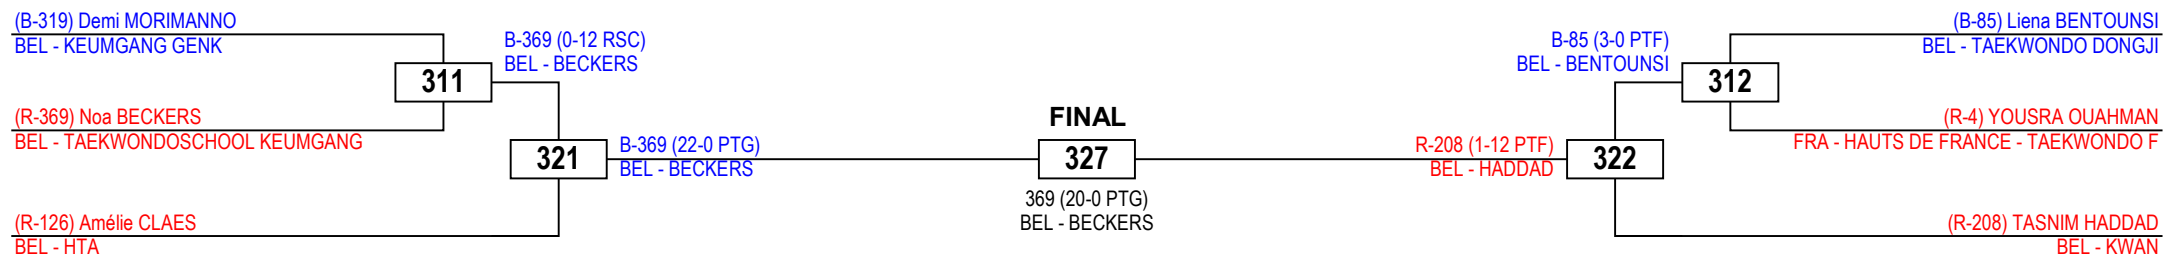 (B-319) Demi MORIMANNO
BEL - KEUMGANG GENK
B-369 (0-12 RSC)
BEL - BECKERS
311
(R-369) Noa BECKERS
BEL - TAEKWONDOSCHOOL KEUMGANG
321
B-369 (22-0 PTG)
BEL - BECKERS
(R-126) Amélie CLAES
BEL - HTA
FINAL
327
369 (20-0 PTG)
BEL - BECKERS
(B-85) Liena BENTOUNSI
BEL - TAEKWONDO DONGJI
B-85 (3-0 PTF)
BEL - BENTOUNSI
312
(R-4) YOUSRA OUAHMAN
FRA - HAUTS DE FRANCE - TAEKWONDO F
R-208 (1-12 PTF)
BEL - HADDAD
322
(R-208) TASNIM HADDAD
BEL - KWAN